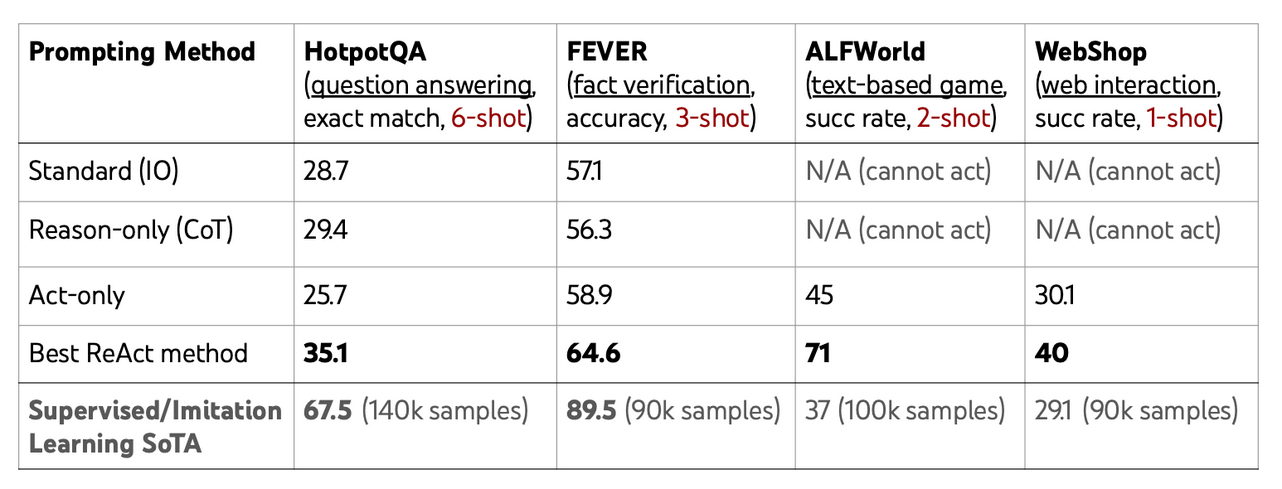 Prompting Method
HotpotQA
(question answering,
exact match, 6-shot)
FEVER
(fact verification,
accuracy, 3-shot)
ALFWorld
(text-based game,
succ rate, 2-shot)
WebShop
(web interaction,
succ rate, 1-shot)
Standard (IO)
28.7
57.1
N/A (cannot act)
N/A (cannot act)
Reason-only (CoT)
29.4
56.3
N/A (cannot act)
N/A (cannot act)
Act-only
25.7
58.9
45
30.1
Best ReAct method
35.1
64.6
71
40
Supervised/Imitation
Learning SoTA
67.5 (140k samples)
89.5 (90k samples)
37 (100k samples)
29.1 (90k samples)